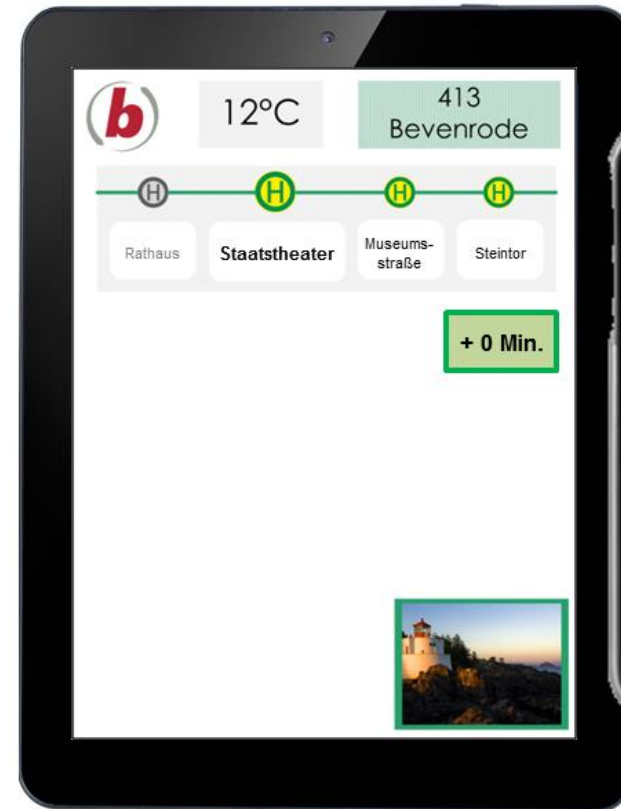 b
12°C
413
Bevenrode
H
H
H
H
Rathaus
Staatstheater
Museums-
straße
Steintor
+ 0 Min.